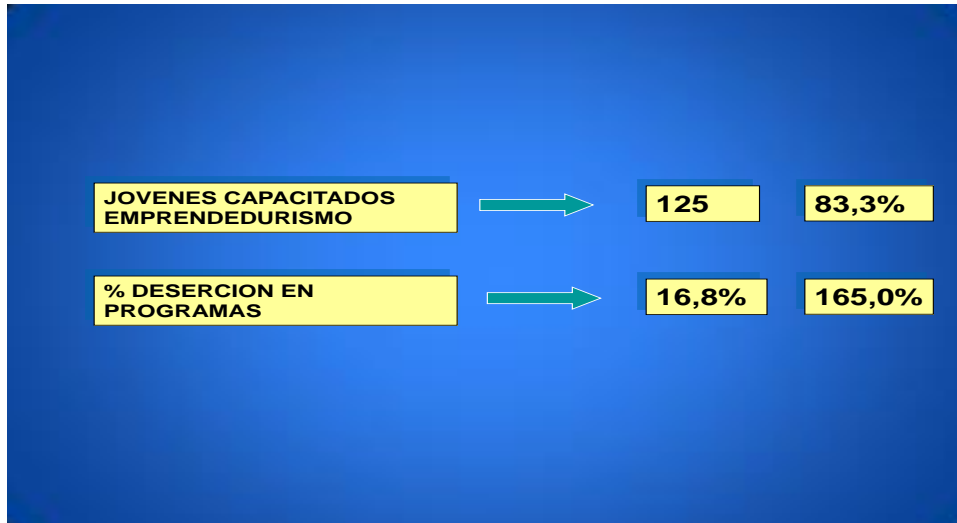 JOVENES CAPACITADOS
EMPRENDEDURISMO
125
83,3%
% DESERCION EN
PROGRAMAS
16,8%
165,0%